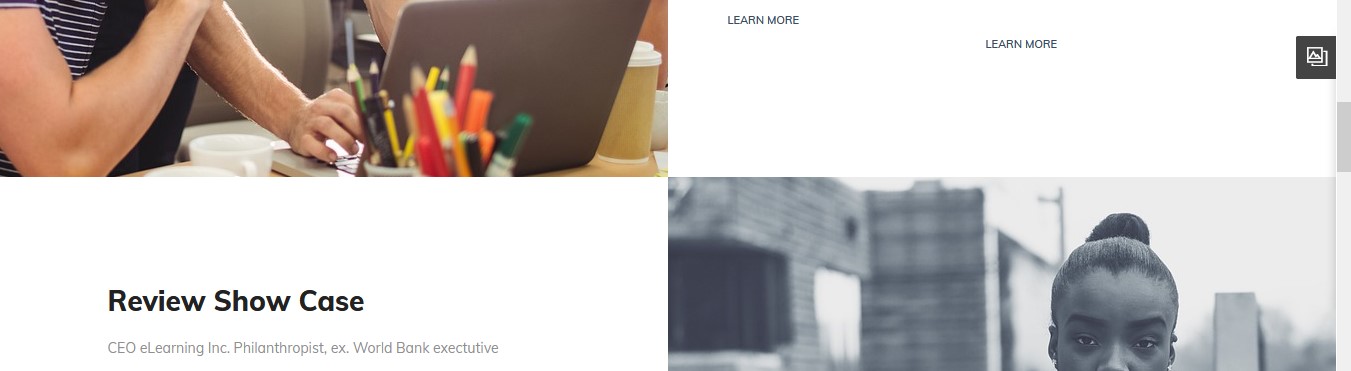 LEARN MORE
LEARN MORE
Review Show Case
CEO eLearning Inc. Philanthropist, ex. World Bank exectutive